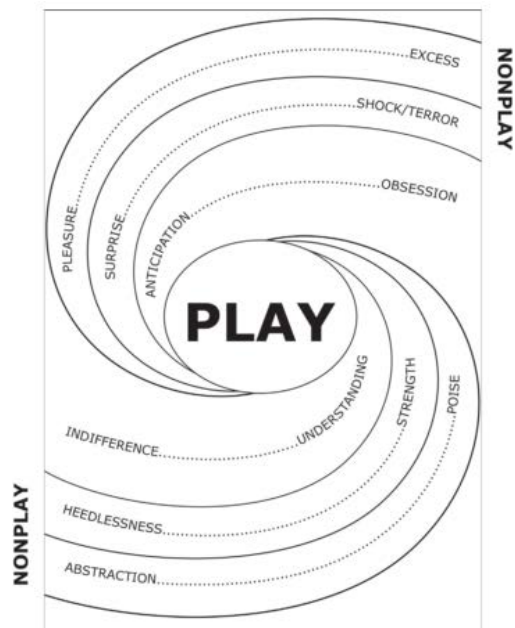 EXCESS
NONPLAY
SHOCK/TERROR
OBSESSION
PLEASURE
SURPRISE
ANTICIPATION
PLAY
UNDERSTANDING
STRENGTH
POISE
INDIFFERENCE
HEEDLESSNESS
ABSTRACTION
NONPLAY